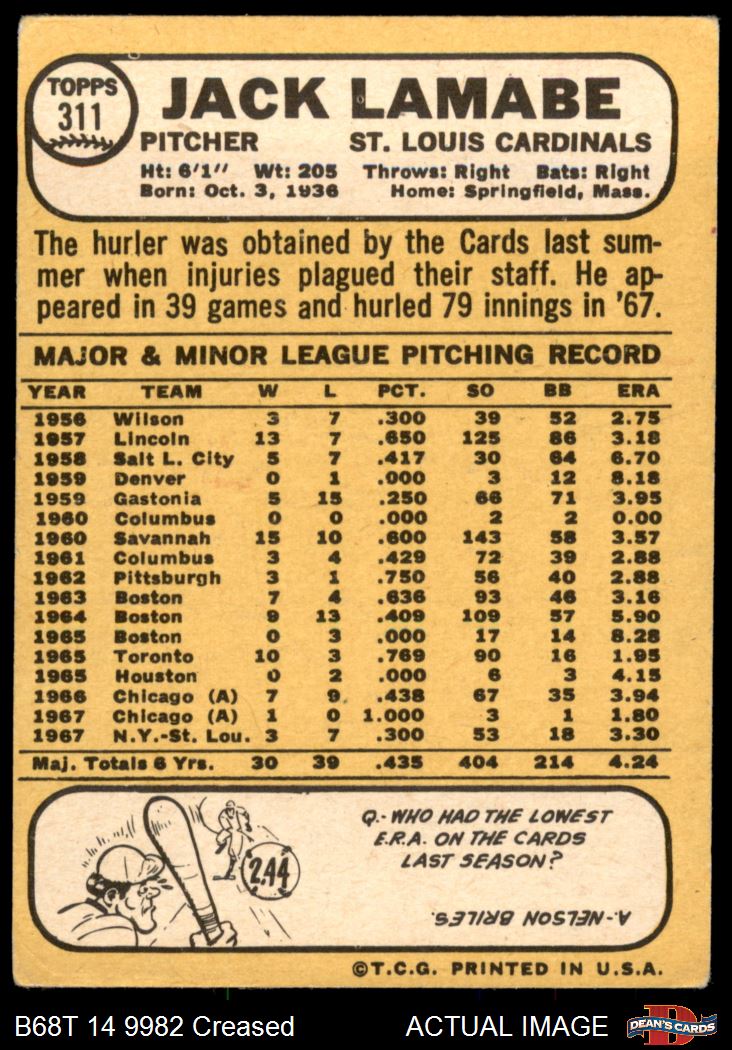 TOPPS
311
JACK LAMABE
PITCHER ST. LOUIS CARDINALS
Ht: 6'1" Wt: 205 Throws: Right Bats: Right
Born: Oct. 3, 1936 Home: Springfield, Mass.
The hurler was obtained by the Cards last sum-
mer when injuries plagued their staff. He ap-
peared in 39 games and hurled 79 innings in '67.
MAJOR & MINOR LEAGUE PITCHING RECORD
YEAR TEAM W L PCT. SO BB ERA
1956 Wilson 3 7 .300 39 52 2.75
1957 Lincoln 13 7 .650 125 86 3.18
1958 Salt L. City 5 7 .417 30 64 6.70
1959 Denver 0 1 .000 3 12 8.18
1959 Gastonia 5 15 .250 66 71 3.95
1960 Columbus 0 0 .000 2 2 0.00
1960 Savannah 15 10 .600 143 58 3.57
1961 Columbus 3 4 .429 72 39 2.88
1962 Pittsburgh 3 1 .750 56 40 2.88
1963 Boston 7 4 .636 93 46 3.16
1964 Boston 9 13 .409 109 57 5.90
1965 Boston 0 3 .000 17 14 8.28
1965 Toronto 10 3 .769 90 16 1.95
1965 Houston 0 2 .000 6 3 4.15
1966 Chicago (A) 7 9 .438 67 35 3.94
1967 Chicago (A) 1 0 1.000 3 1 1.80
1967 N.Y.-St. Lou. 3 7 .300 53 18 3.30
Maj. Totals 6 Yrs. 30 39 .435 404 214 4.24
2.44
Q.- WHO HAD THE LOWEST
E.R.A. ON THE CARDS
LAST SEASON?
A.-NELSON BRILES.
©T.C.G. PRINTED IN U.S.A.
B68T 14 9982 Creased ACTUAL IMAGE
DEAN'S CARDS